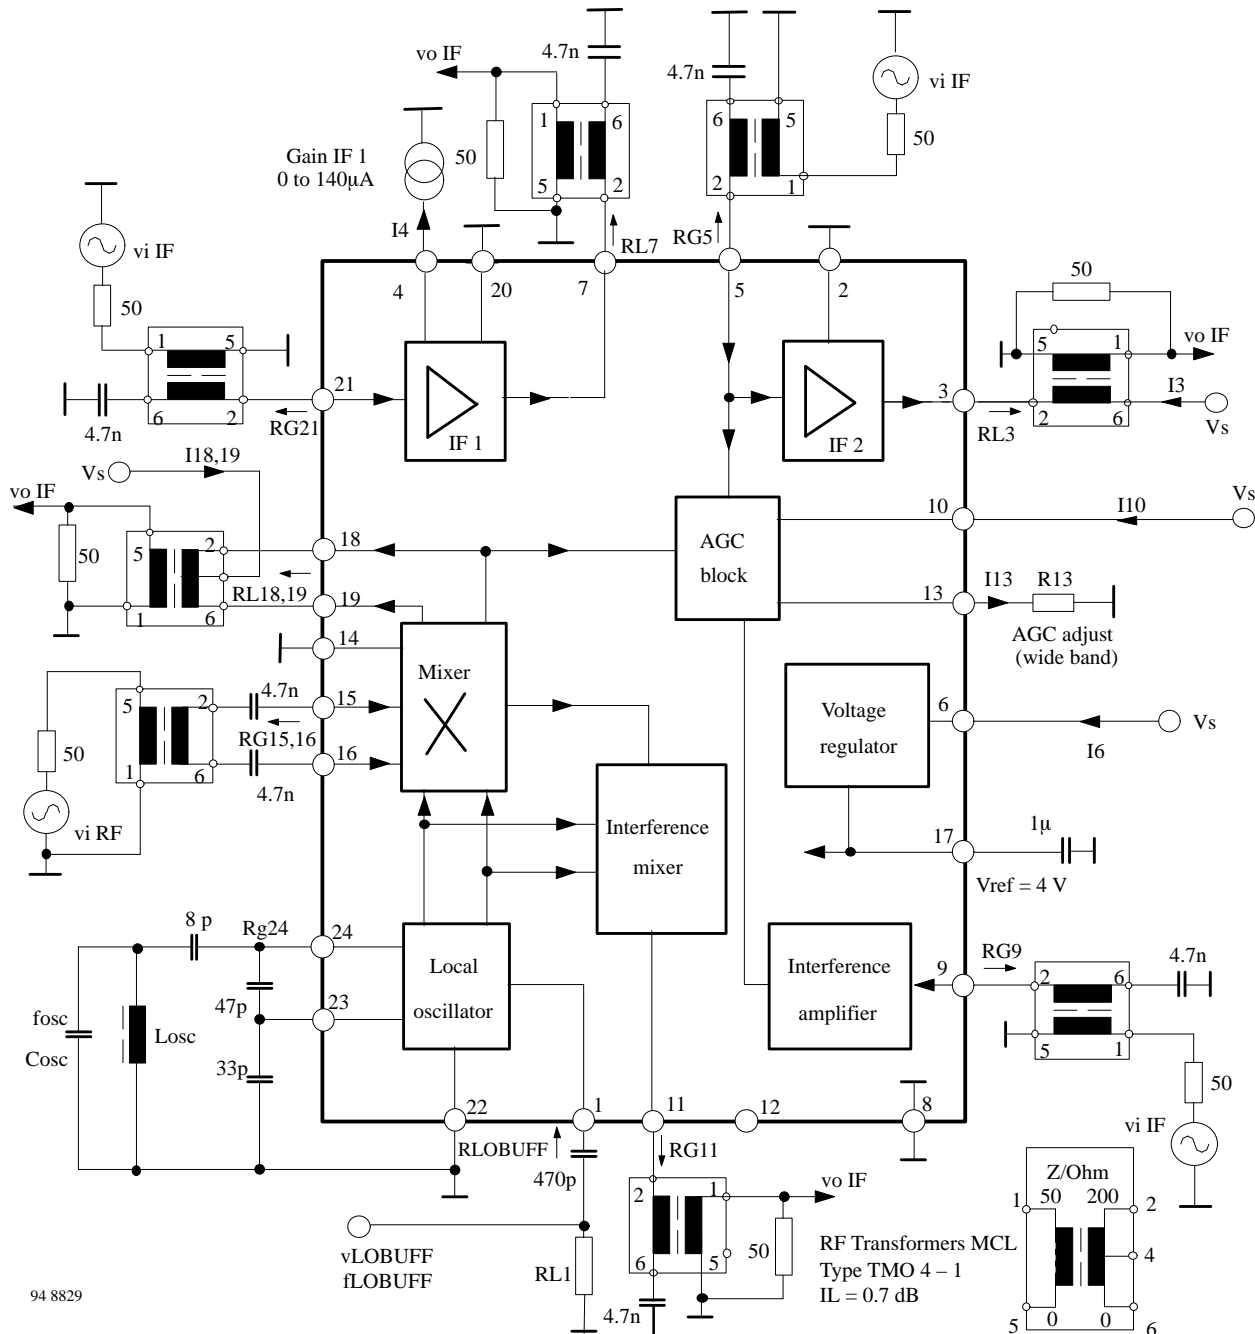 4.7n
4.7n
vo IF
vi IF
50
1 6
6 5
Gain IF 1
0 to 140µA
50
5 2
2 1
I4
RL7
RG5
vi IF
50
4
20
7
5
2
50
1 5
5 1
vo IF
21
3
I3
6 2
RG21
IF 1
IF 2
RL3
2 6
Vs
4.7n
I18,19
Vs
vo IF
Vs
10
I10
50
5 2
18
AGC
block
I13
R13
RL18,19
19
13
1 6
14
AGC adjust
(wide band)
Mixer
4.7n
5 2
15
6
Voltage
regulator
Vs
RG15,16
50
16
I6
1 6
4.7n
vi RF
Interference
mixer
1µ
17
Vref = 4 V
8 p
Rg24
24
Local
oscillator
Interference
amplifier
9
RG9
4.7n
2 6
47p
23
fosc
Cosc
Losc
5 1
33p
50
22
1
11
12
8
RLOBUFF
RG11
vi IF
470p
Z/Ohm
2 1
vo IF
1
50 200
2
vLOBUFF
fLOBUFF
50
RF Transformers MCL
Type TMO 4 – 1
IL = 0.7 dB
4
6 5
RL1
94 8829
4.7n
0 0
5
6